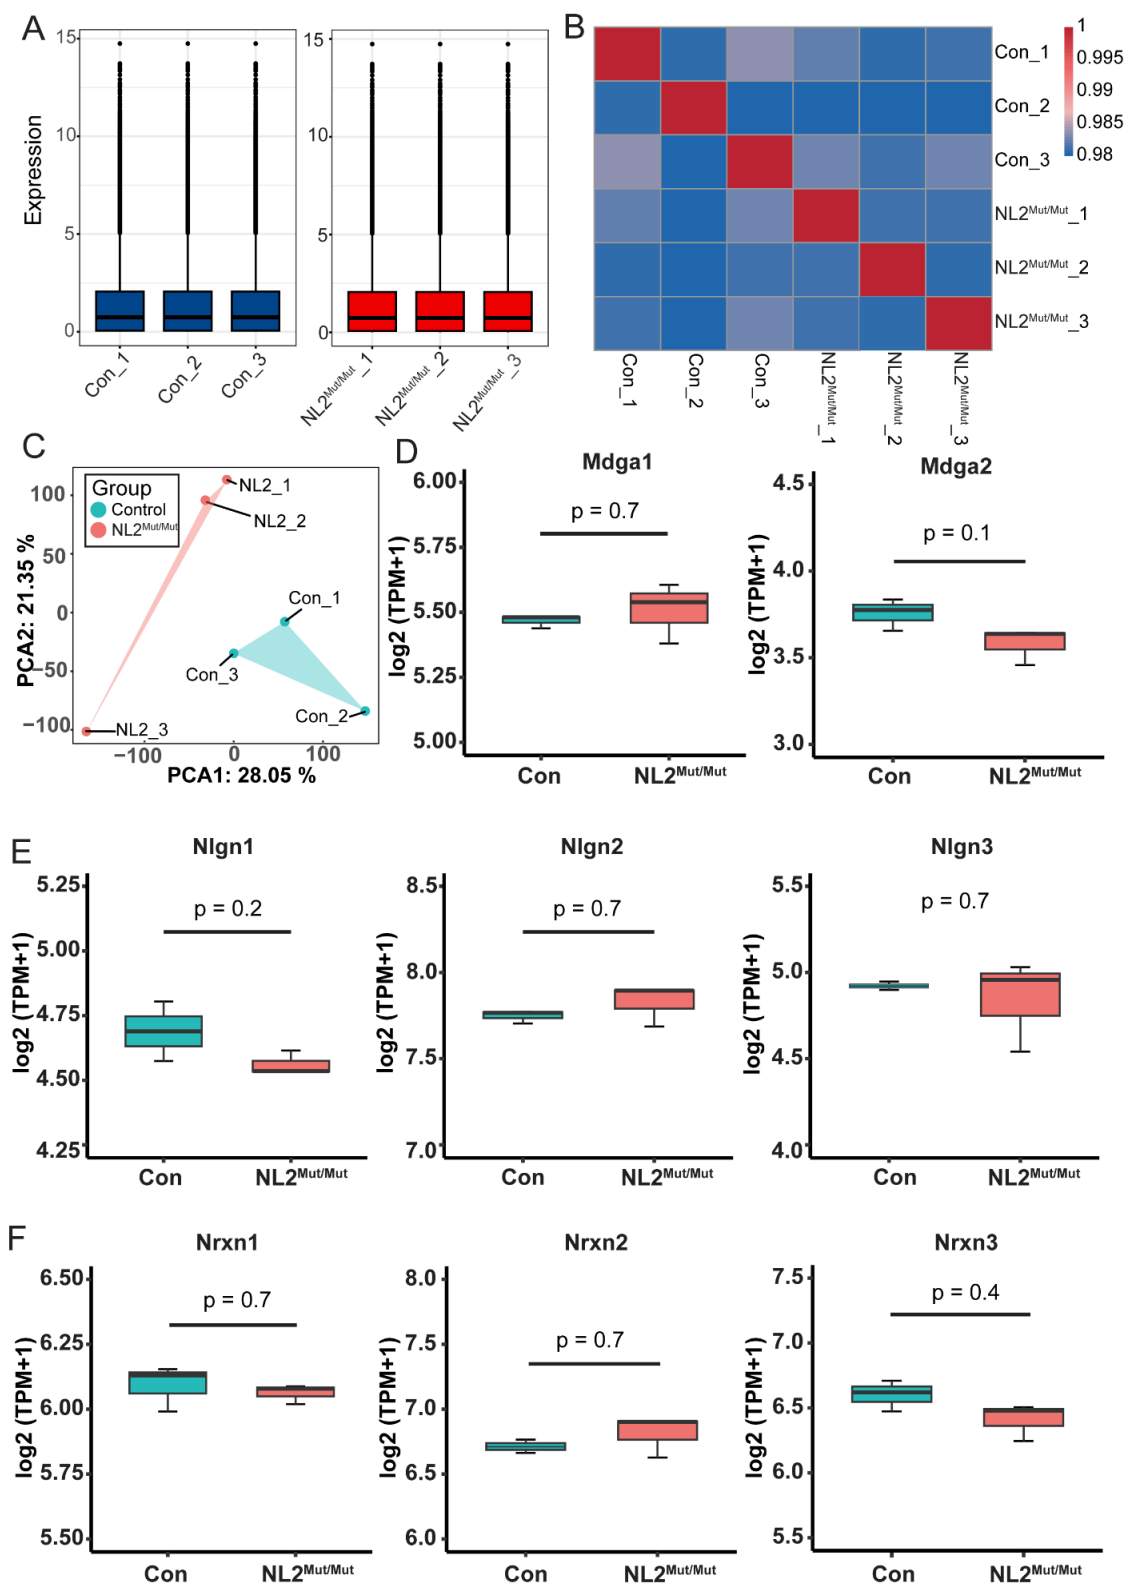 A
15
10
5
0
Expression
Con_1
Con_2
Con_3
15
10
5
0
NL2Mut/Mut_1
NL2Mut/Mut_2
NL2Mut/Mut_3
B
Con_1
Con_2
Con_3
NL2Mut/Mut_1
NL2Mut/Mut_2
NL2Mut/Mut_3
1
0.995
0.99
0.985
0.98
Con_1
Con_2
Con_3
NL2Mut/Mut_1
NL2Mut/Mut_2
NL2Mut/Mut_3
C
Group
Control
NL2Mut/Mut
NL2_1
NL2_2
Con_1
Con_3
Con_2
NL2_3
100
50
0
−50
−100
PCA2: 21.35 %
−100
0
100
PCA1: 28.05 %
D
Mdga1
p = 0.7
6.00
5.75
5.50
5.25
5.00
log2 (TPM+1)
Con
NL2Mut/Mut
Mdga2
p = 0.1
4.5
4.0
3.5
3.0
log2 (TPM+1)
Con
NL2Mut/Mut
E
Nlgn1
p = 0.2
5.25
5.00
4.75
4.50
4.25
log2 (TPM+1)
Con
NL2Mut/Mut
Nlgn2
p = 0.7
8.5
8.0
7.5
7.0
log2 (TPM+1)
Con
NL2Mut/Mut
Nlgn3
p = 0.7
5.5
5.0
4.5
4.0
log2 (TPM+1)
Con
NL2Mut/Mut
F
Nrxn1
p = 0.7
6.50
6.25
6.00
5.75
5.50
log2 (TPM+1)
Con
NL2Mut/Mut
Nrxn2
p = 0.7
8.0
7.5
7.0
6.5
6.0
log2 (TPM+1)
Con
NL2Mut/Mut
Nrxn3
p = 0.4
7.5
7.0
6.5
6.0
5.5
log2 (TPM+1)
Con
NL2Mut/Mut